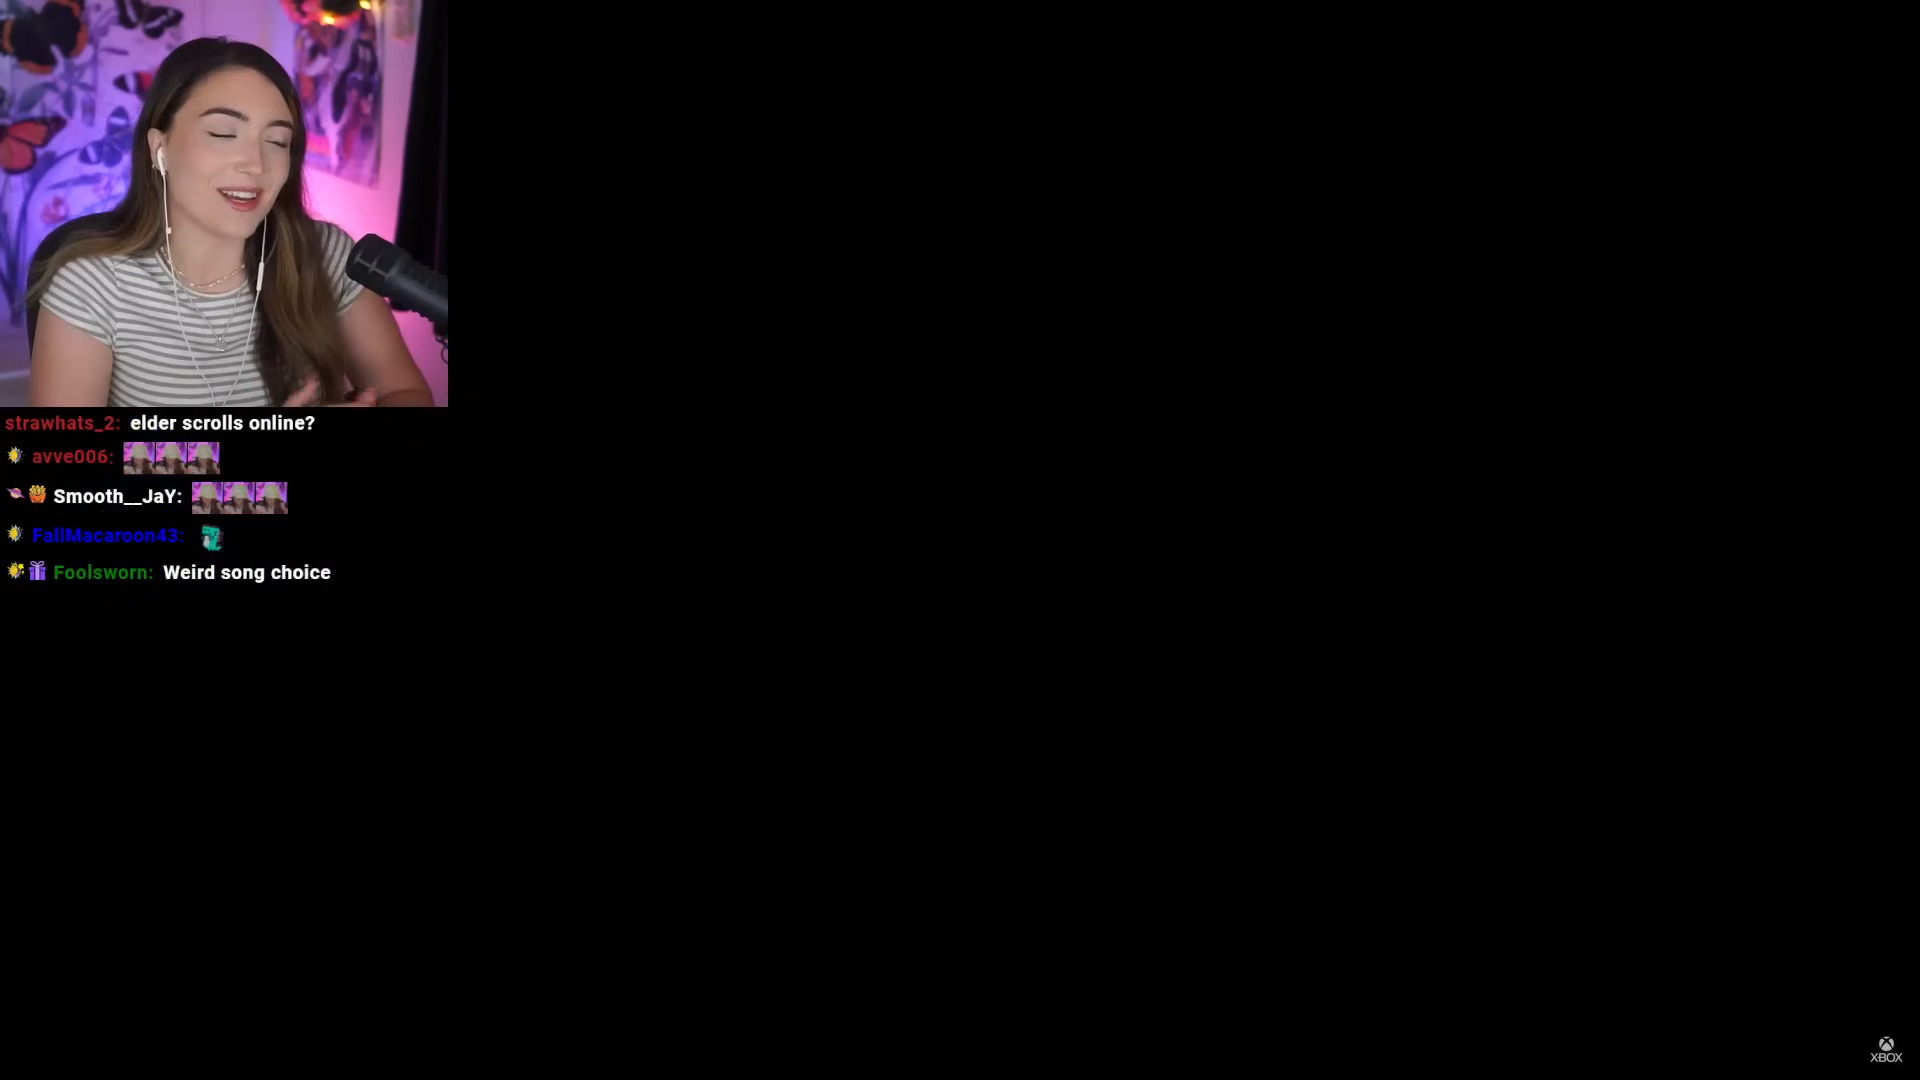 strawhats_2: elder scrolls online?
avve006:
Smooth__JaY:
FallMacaroon43:
Foolsworn: Weird song choice
XBOX